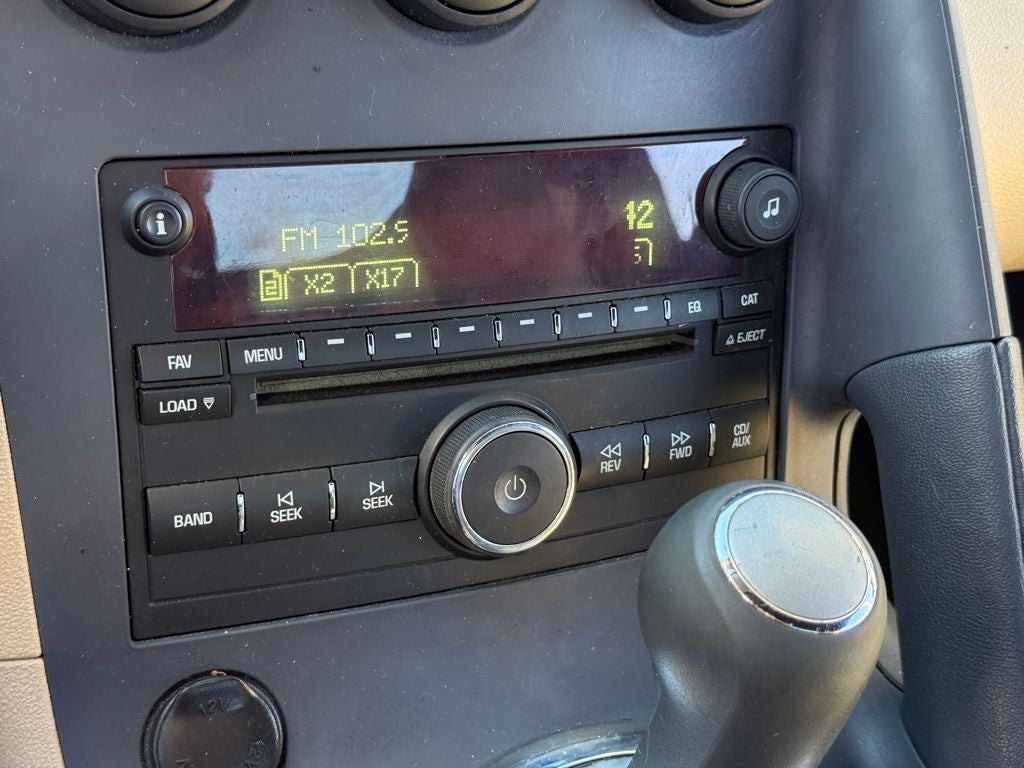 i
FM 102.5
2 X2 X17
FAV
MENU
EQ
CAT
EJECT
LOAD
BAND
SEEK
SEEK
REV
FWD
CD/
AUX
12V